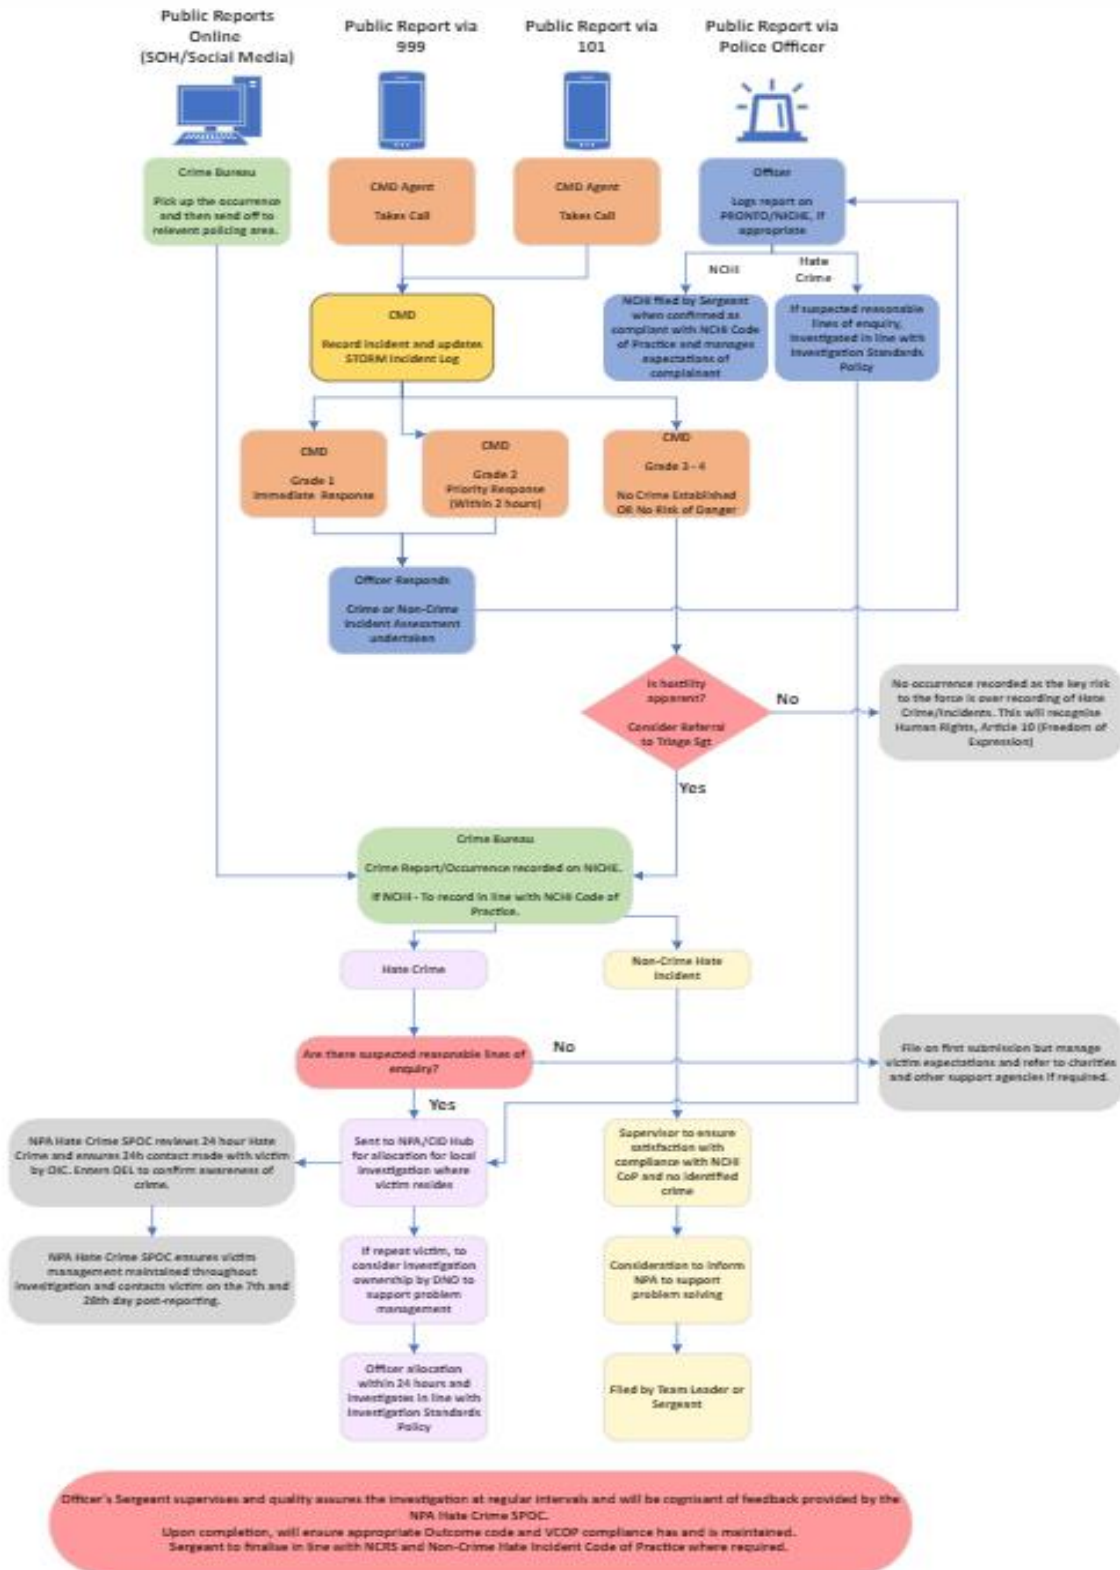 Public Reports
Online
(SOH/Social Media)
Public Report via
999
Public Report via
101
Public Report via
Police Officer
Crime Bureau
Pick up the occurrence
and then send off to
relevent policing area.
CMD Agent
Takes Call
CMD Agent
Takes Call
Officer
Logs report on
PRONTO/NICHE, if
appropriate
NCHI
Hate
Crime
CMD
Record incident and updates
STORM Incident Log
NCHI filed by Sergeant
when confirmed as
compliant with NCHI Code
of Practice and manages
expectations of
complainant
If suspected reasonable
lines of enquiry,
investigated in line with
Investigation Standards
Policy
CMD
Grade 1
Immediate Response
CMD
Grade 2
Priority Response
(Within 2 hours)
CMD
Grade 3 - 4
No Crime Established
OR No Risk of Danger
Officer Responds
Crime or Non-Crime
Incident Assessment
undertaken
Is hostility
apparent?
Consider Referral
to Triage Sgt
No
No occurrence recorded as the key risk
to the force is over recording of Hate
Crime/Incidents. This will recognise
Human Rights, Article 10 (Freedom of
Expression)
Yes
Crime Bureau
Crime Report/Occurrence recorded on NICHE.
If NCHI - To record in line with NCHI Code of
Practice.
Hate Crime
Non-Crime Hate
Incident
Are there suspected reasonable lines of
enquiry?
No
File on first submission but manage
victim expectations and refer to charities
and other support agencies if required.
Yes
NPA Hate Crime SPOC reviews 24 hour Hate
Crime and ensures 24h contact made with victim
by OIC. Enters OEL to confirm awareness of
crime.
Sent to NPA/CID Hub
for allocation for local
investigation where
victim resides
Supervisor to ensure
satisfaction with
compliance with NCHI
CoP and no identified
crime
NPA Hate Crime SPOC ensures victim
management maintained throughout
investigation and contacts victim on the 7th and
28th day post-reporting.
If repeat victim, to
consider investigation
ownership by DNO to
support problem
management
Consideration to inform
NPA to support
problem solving
Officer allocation
within 24 hours and
investigates in line with
Investigation Standards
Policy
Filed by Team Leader or
Sergeant
Officer's Sergeant supervises and quality assures the investigation at regular intervals and will be cognisant of feedback provided by the
NPA Hate Crime SPOC.
Upon completion, will ensure appropriate Outcome code and VCOP compliance has and is maintained.
Sergeant to finalise in line with NCRS and Non-Crime Hate Incident Code of Practice where required.